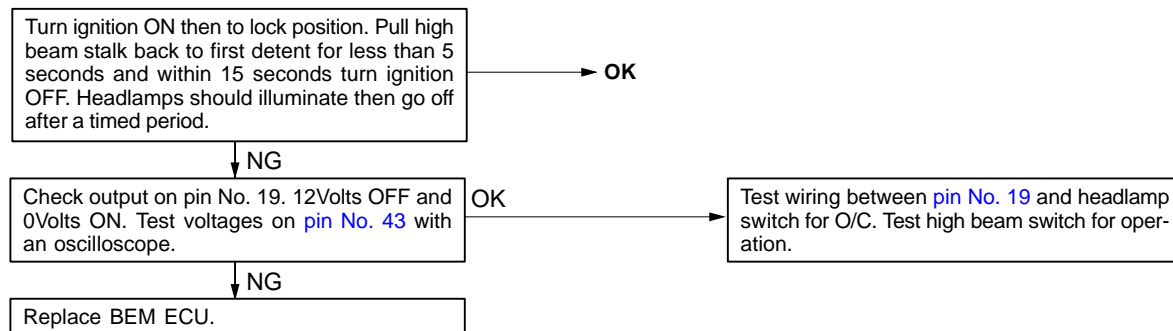 Turn ignition ON then to lock position. Pull high
beam stalk back to first detent for less than 5
seconds and within 15 seconds turn ignition
OFF. Headlamps should illuminate then go off
after a timed period.
OK
NG
Check output on pin No. 19. 12Volts OFF and
0Volts ON. Test voltages on pin No. 43 with
an oscilloscope.
OK
Test wiring between pin No. 19 and headlamp
switch for O/C. Test high beam switch for oper-
ation.
NG
Replace BEM ECU.